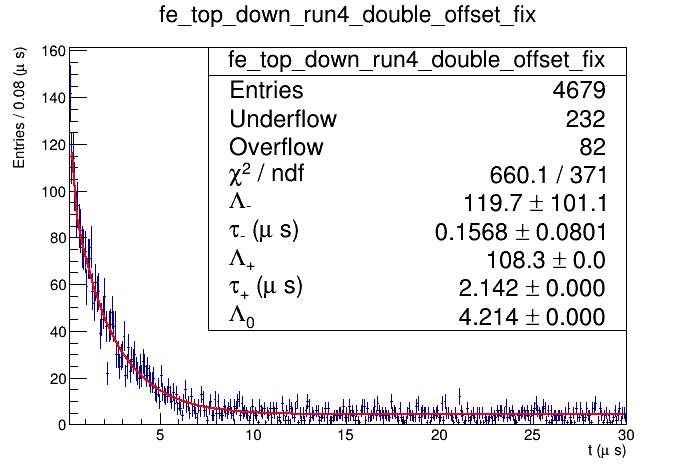 fe_top_down_run4_double_offset_fix
fe_top_down_run4_double_offset_fix
Entries 4679
Underflow 232
Overflow 82
χ² / ndf 660.1 / 371
Λ₋ 119.7 ± 101.1
τ₋ (μ s) 0.1568 ± 0.0801
Λ₊ 108.3 ± 0.0
τ₊ (μ s) 2.142 ± 0.000
Λ₀ 4.214 ± 0.000
Entries / 0.08 (μ s)
160
140
120
100
80
60
40
20
0
5 10 15 20 25 30
t (μ s)